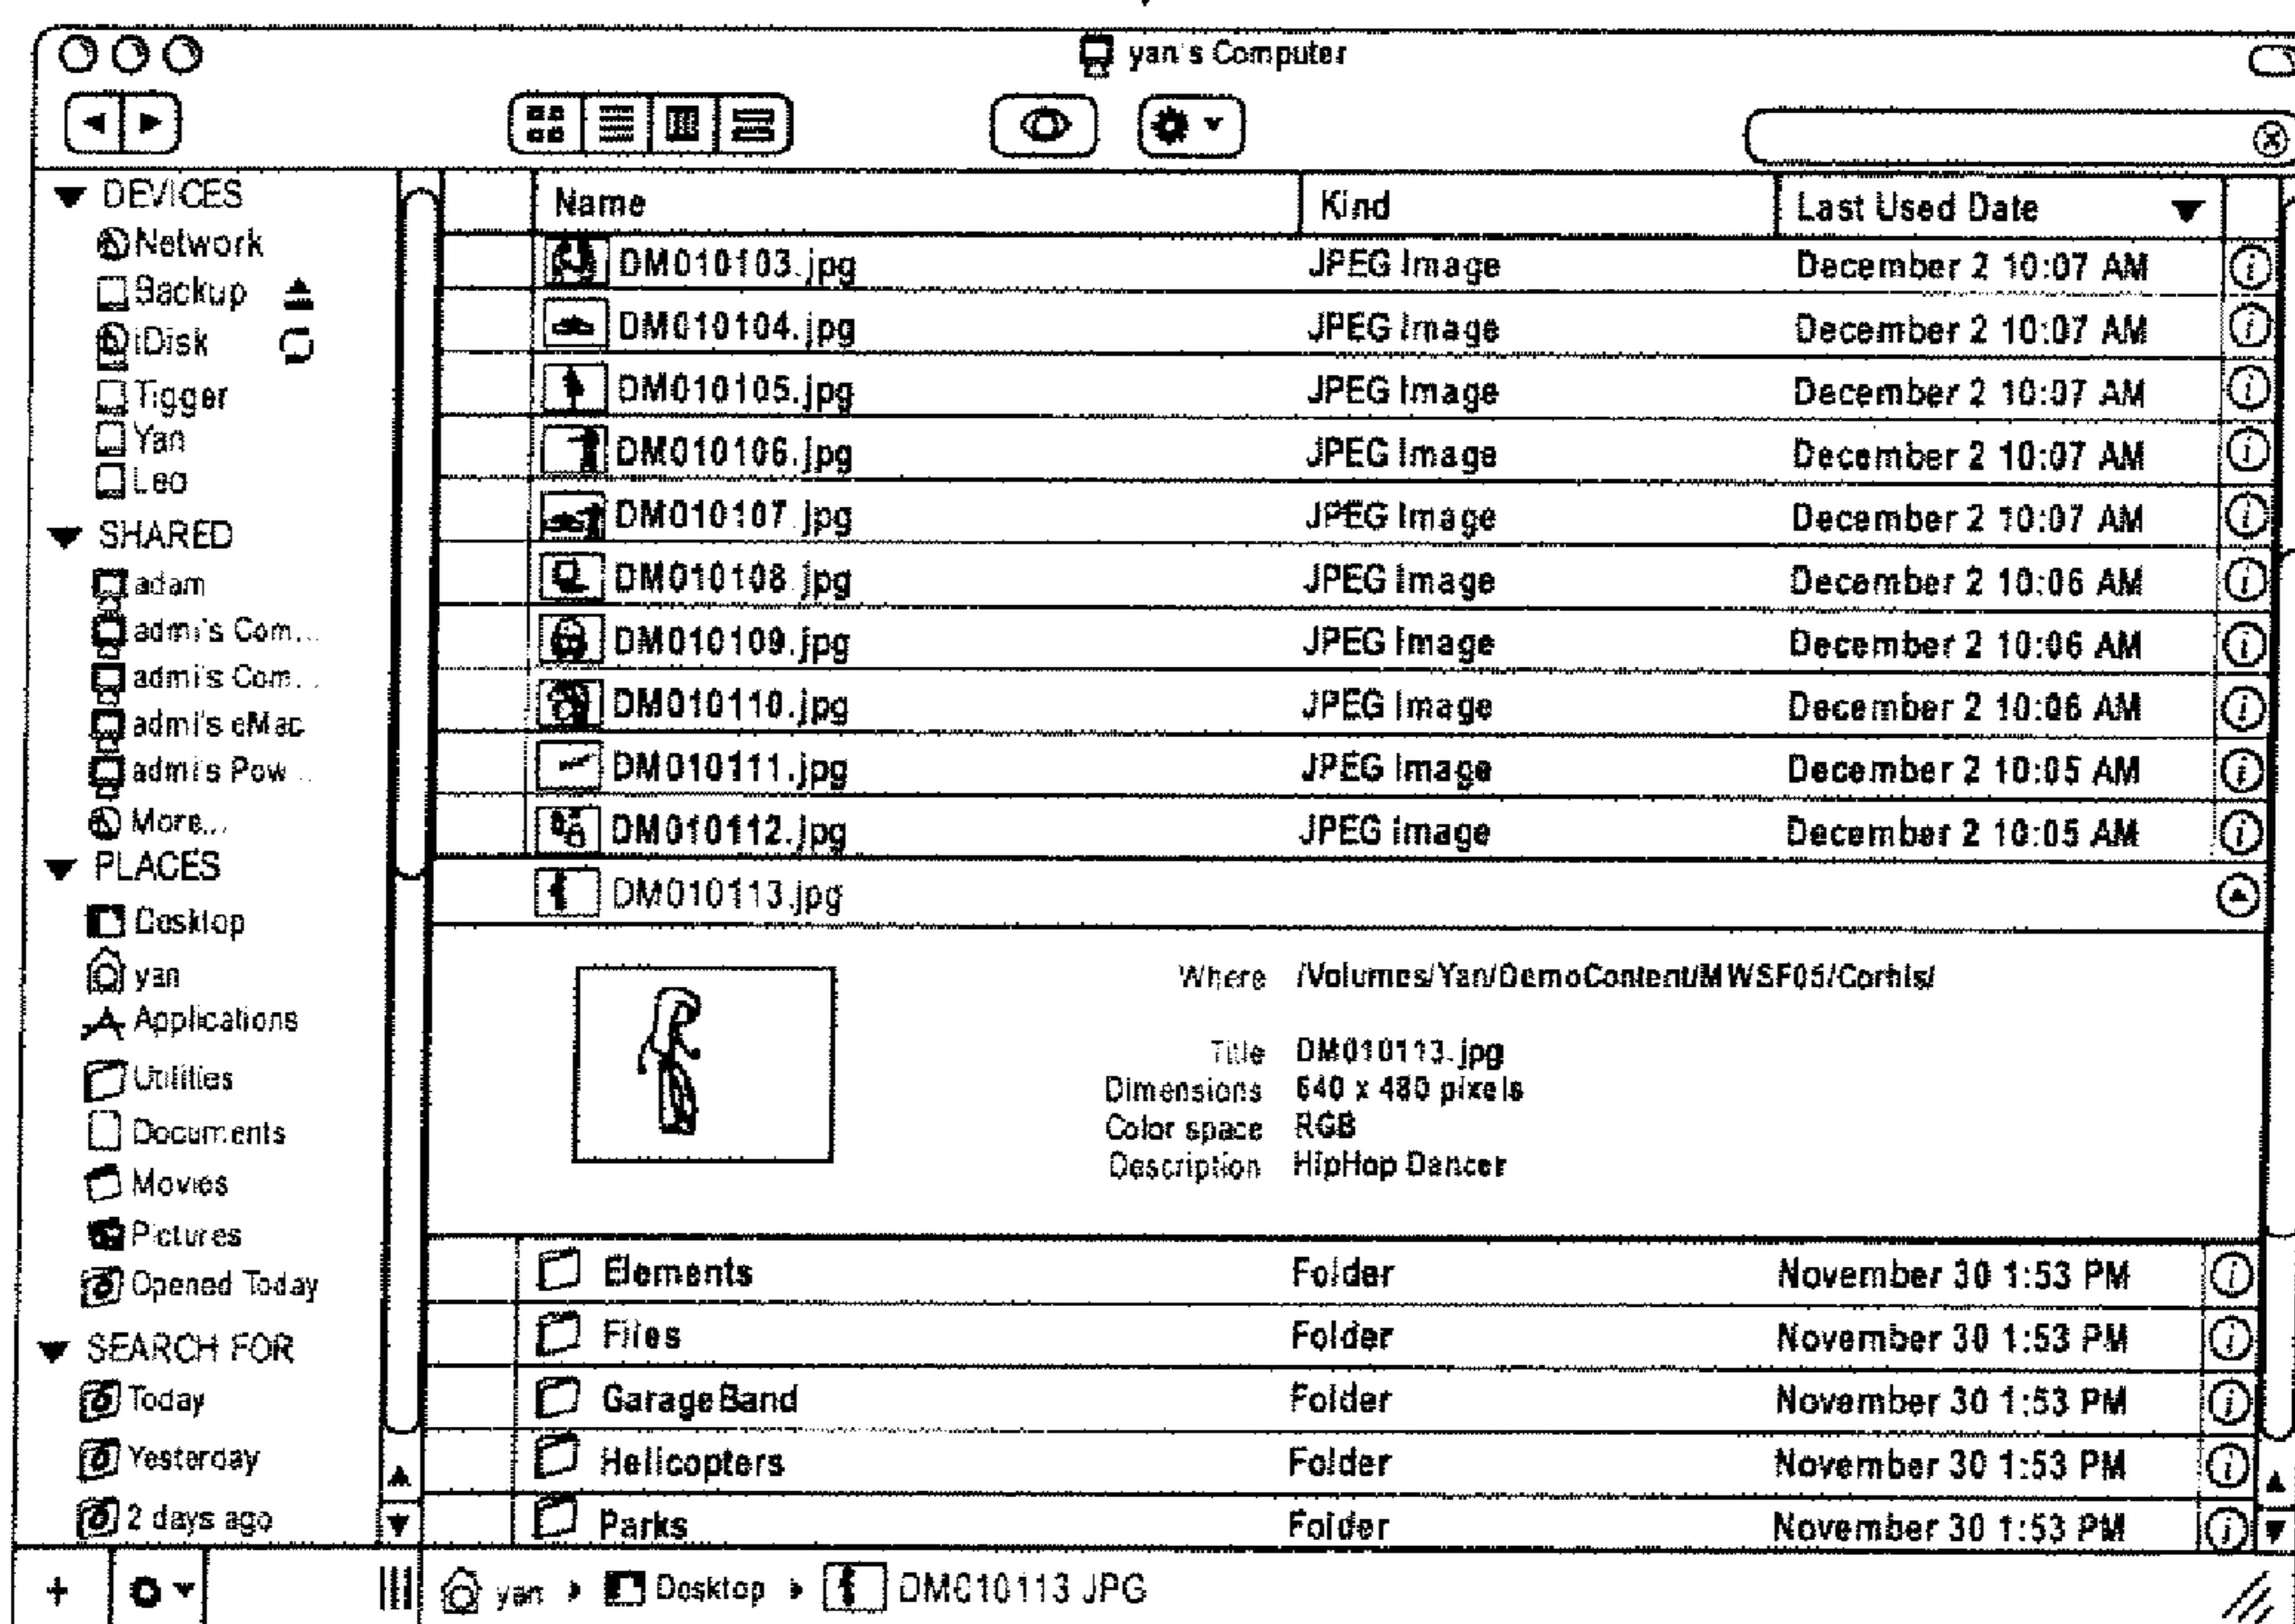 yan's Computer
DEVICES
Network
Backup
iDisk
Tigger
Yan
Leo
SHARED
adam
admi's Com...
admi's Com...
admi's eMac
admi's Pow...
More...
PLACES
Desktop
yan
Applications
Utilities
Documents
Movies
Pictures
Opened Today
SEARCH FOR
Today
Yesterday
2 days ago
Name Kind Last Used Date
DM010103.jpg JPEG Image December 2 10:07 AM
DM010104.jpg JPEG Image December 2 10:07 AM
DM010105.jpg JPEG Image December 2 10:07 AM
DM010106.jpg JPEG Image December 2 10:07 AM
DM010107.jpg JPEG Image December 2 10:07 AM
DM010108.jpg JPEG Image December 2 10:06 AM
DM010109.jpg JPEG Image December 2 10:06 AM
DM010110.jpg JPEG Image December 2 10:06 AM
DM010111.jpg JPEG Image December 2 10:05 AM
DM010112.jpg JPEG image December 2 10:05 AM
DM010113.jpg
Where /Volumes/Yan/DemoContent/MWSF05/Corhls/
Title DM010113.jpg
Dimensions 640 x 480 pixels
Color space RGB
Description HipHop Dancer
Elements Folder November 30 1:53 PM
Files Folder November 30 1:53 PM
GarageBand Folder November 30 1:53 PM
Helicopters Folder November 30 1:53 PM
Parks Folder November 30 1:53 PM
yan Desktop DM010113 JPG